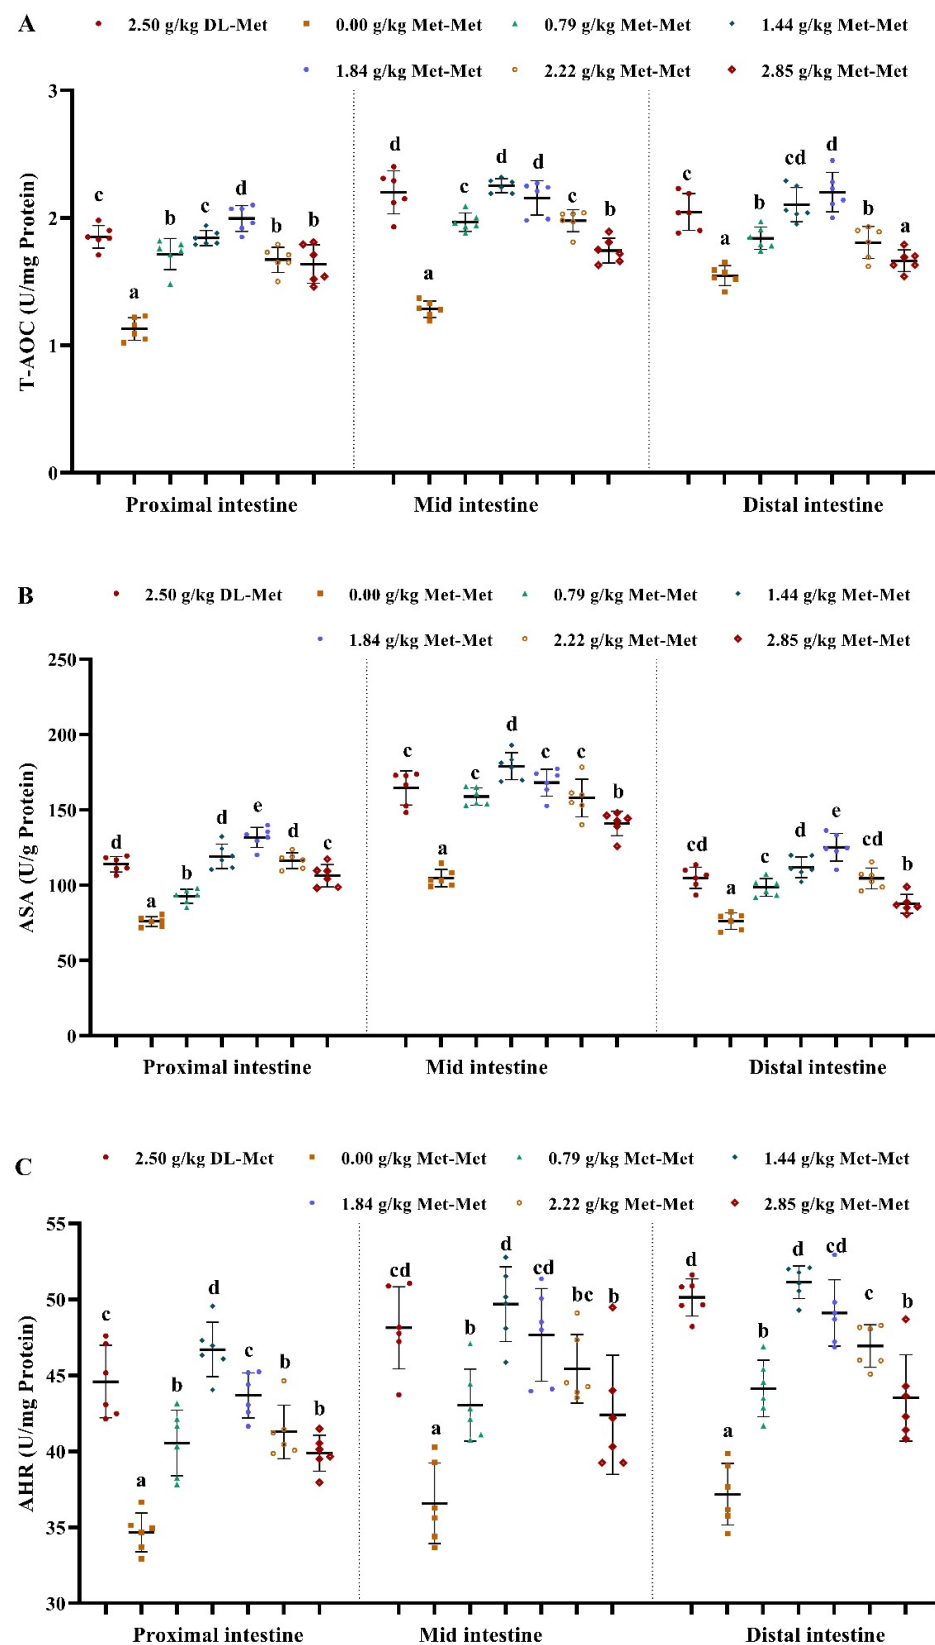 A
2.50 g/kg DL-Met 0.00 g/kg Met-Met 0.79 g/kg Met-Met 1.44 g/kg Met-Met
1.84 g/kg Met-Met 2.22 g/kg Met-Met 2.85 g/kg Met-Met
T-AOC (U/mg Protein)
3
2
1
0
c a b c d b b
d a c d d c b
c a b cd d b a
Proximal intestine Mid intestine Distal intestine
B
2.50 g/kg DL-Met 0.00 g/kg Met-Met 0.79 g/kg Met-Met 1.44 g/kg Met-Met
1.84 g/kg Met-Met 2.22 g/kg Met-Met 2.85 g/kg Met-Met
ASA (U/g Protein)
250
200
150
100
50
0
d a b d e d c
c a c d c c b
cd a c d e cd b
Proximal intestine Mid intestine Distal intestine
C
2.50 g/kg DL-Met 0.00 g/kg Met-Met 0.79 g/kg Met-Met 1.44 g/kg Met-Met
1.84 g/kg Met-Met 2.22 g/kg Met-Met 2.85 g/kg Met-Met
AHR (U/mg Protein)
55
50
45
40
35
30
c a b d c b b
cd a b d cd bc b
d a b d cd c b
Proximal intestine Mid intestine Distal intestine